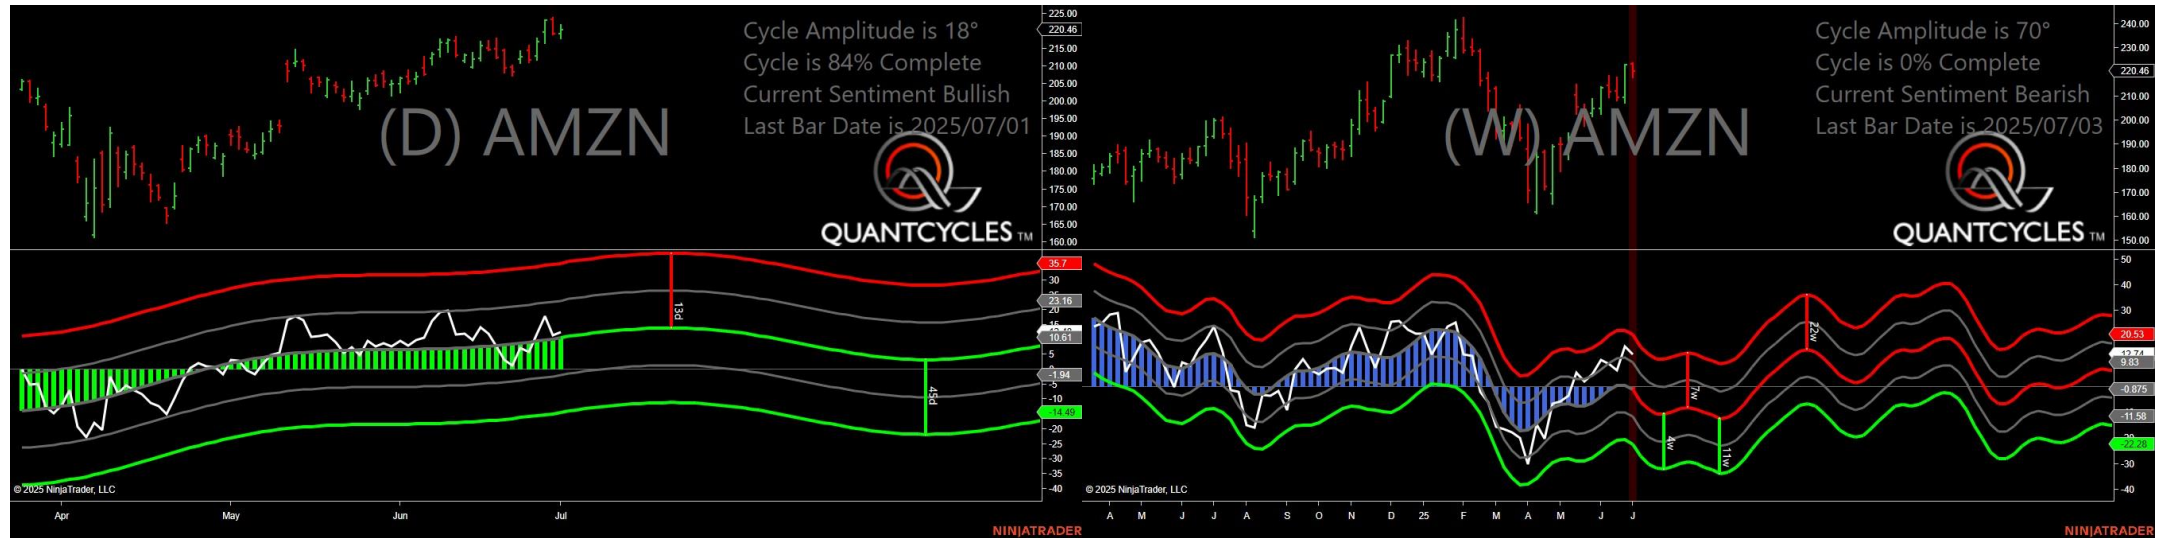 Cycle Amplitude is 18°
Cycle is 84% Complete
Current Sentiment Bullish
Last Bar Date is 2025/07/01
(D) AMZN
QUANTCYCLES TM
225.00
220.46
215.00
210.00
205.00
200.00
195.00
190.00
185.00
180.00
175.00
170.00
165.00
160.00
35.7
30
23.16
20
15
10.61
5
-1.94
-5
-10
-14.49
-20
-25
-30
-35
-40
13d
45d
© 2025 NinjaTrader, LLC
Apr May Jun Jul
NINJATRADER
Cycle Amplitude is 70°
Cycle is 0% Complete
Current Sentiment Bearish
Last Bar Date is 2025/07/03
(W) AMZN
QUANTCYCLES TM
240.00
230.00
220.46
210.00
200.00
190.00
180.00
170.00
160.00
150.00
50
40
30
20.53
12.74
9.83
-0.875
-11.58
-22.28
-30
-40
7w
4w
11w
22w
© 2025 NinjaTrader, LLC
A M J J A S O N D 25 F M A M J J
NINJATRADER